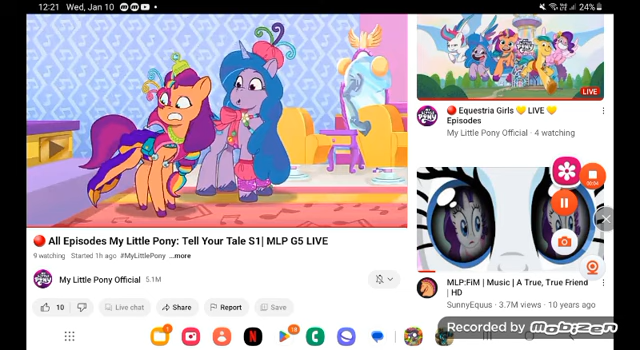 12:21 Wed, Jan 10
24%
LIVE
🔴 Equestria Girls 💛 LIVE 💛
Episodes
My Little Pony Official · 4 watching
00:04
🔴 All Episodes My Little Pony: Tell Your Tale S1| MLP G5 LIVE
9 watching Started 1h ago #MyLittlePony ...more
My Little Pony Official 5.1M
10
Live chat
Share
Report
Save
MLP:FiM | Music | A True, True Friend
| HD
SunnyEquus · 3.7M views · 10 years ago
Recorded by Mobizen